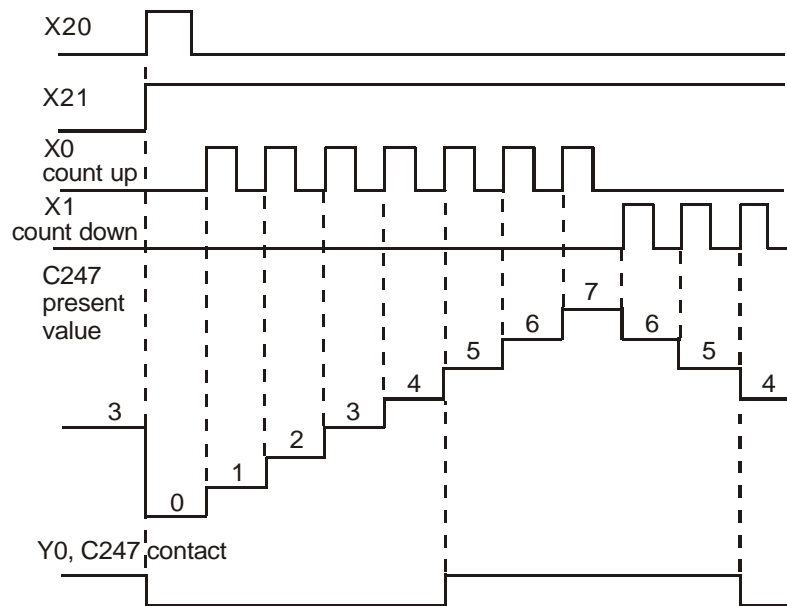 X20
X21
X0
count up
X1
count down
C247
present
value
7
6
6
5
5
4
4
3
3
2
1
0
Y0, C247 contact